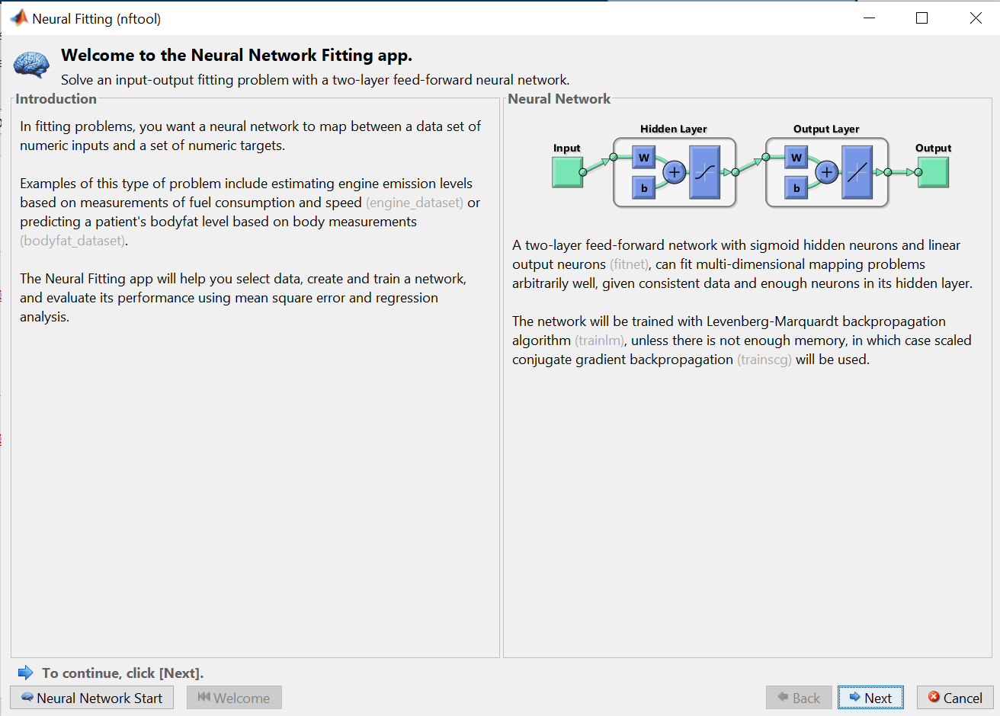 Neural Fitting (nftool)
Welcome to the Neural Network Fitting app.
Solve an input-output fitting problem with a two-layer feed-forward neural network.
Introduction
In fitting problems, you want a neural network to map between a data set of
numeric inputs and a set of numeric targets.
Examples of this type of problem include estimating engine emission levels
based on measurements of fuel consumption and speed (engine_dataset) or
predicting a patient's bodyfat level based on body measurements
(bodyfat_dataset).
The Neural Fitting app will help you select data, create and train a network,
and evaluate its performance using mean square error and regression
analysis.
Neural Network
Hidden Layer
Output Layer
Input
W
b
+
W
b
+
Output
A two-layer feed-forward network with sigmoid hidden neurons and linear
output neurons (fitnet), can fit multi-dimensional mapping problems
arbitrarily well, given consistent data and enough neurons in its hidden layer.
The network will be trained with Levenberg-Marquardt backpropagation
algorithm (trainlm), unless there is not enough memory, in which case scaled
conjugate gradient backpropagation (trainscg) will be used.
To continue, click [Next].
Neural Network Start
Welcome
Back
Next
Cancel